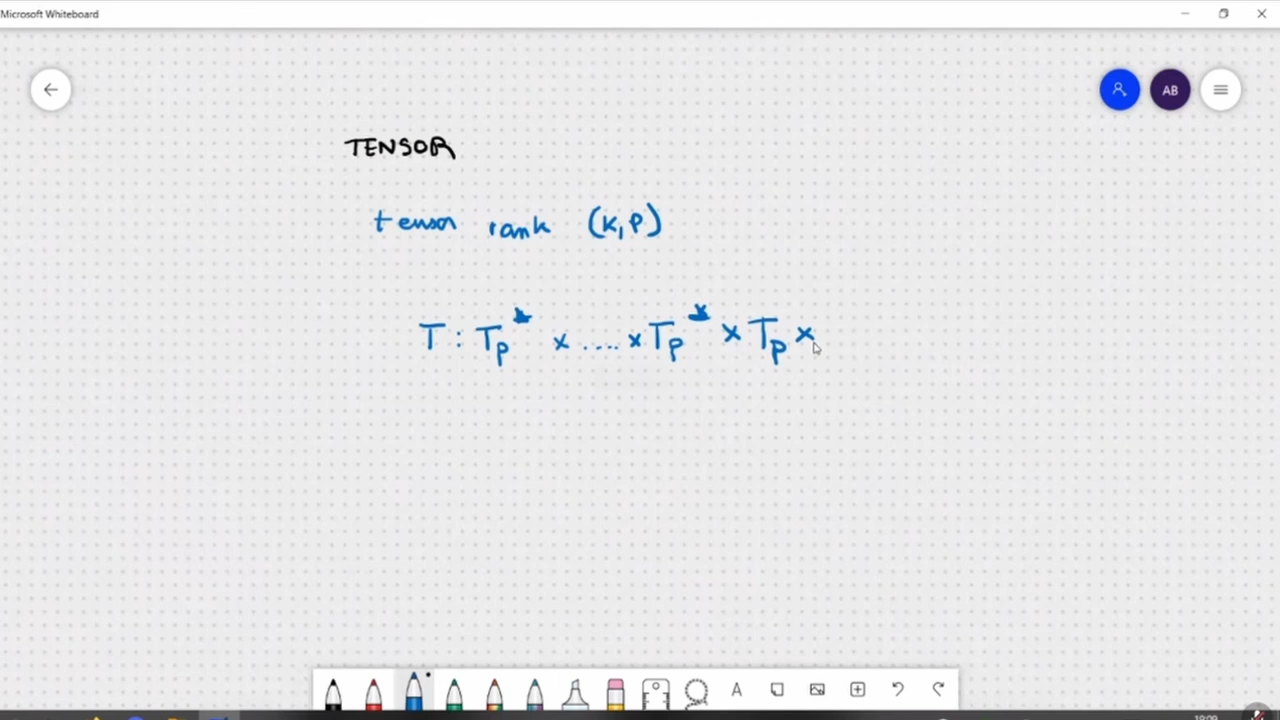 Microsoft Whiteboard
AB
TENSOR
tensor rank (K,P)
T : Tp* x .... x Tp* x Tp x
A